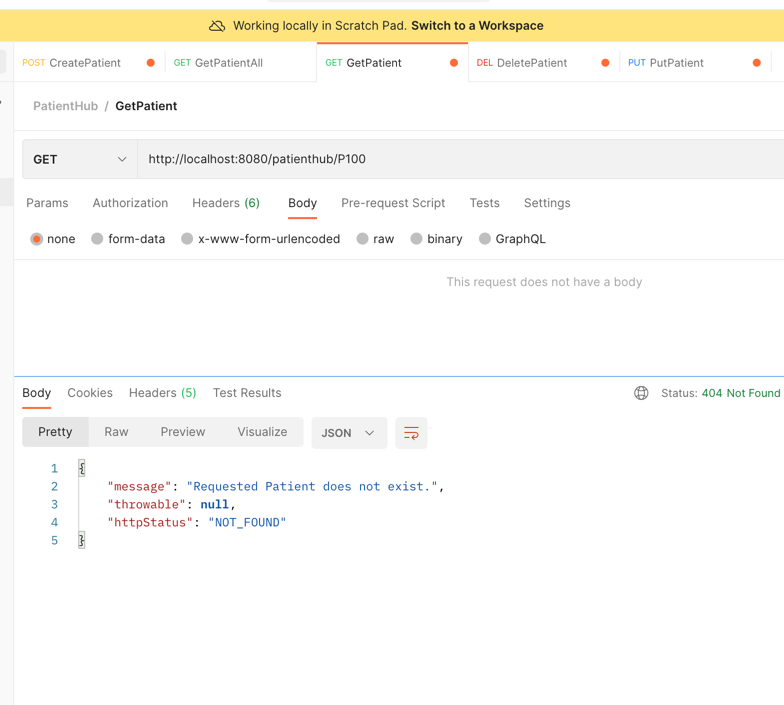 Working locally in Scratch Pad. Switch to a Workspace
POST CreatePatient GET GetPatientAll GET GetPatient DEL DeletePatient PUT PutPatient
PatientHub / GetPatient
GET http://localhost:8080/patienthub/P100
Params Authorization Headers (6) Body Pre-request Script Tests Settings
none form-data x-www-form-urlencoded raw binary GraphQL
This request does not have a body
Body Cookies Headers (5) Test Results Status: 404 Not Found
Pretty Raw Preview Visualize JSON
1 {
2 "message": "Requested Patient does not exist.",
3 "throwable": null,
4 "httpStatus": "NOT_FOUND"
5 }